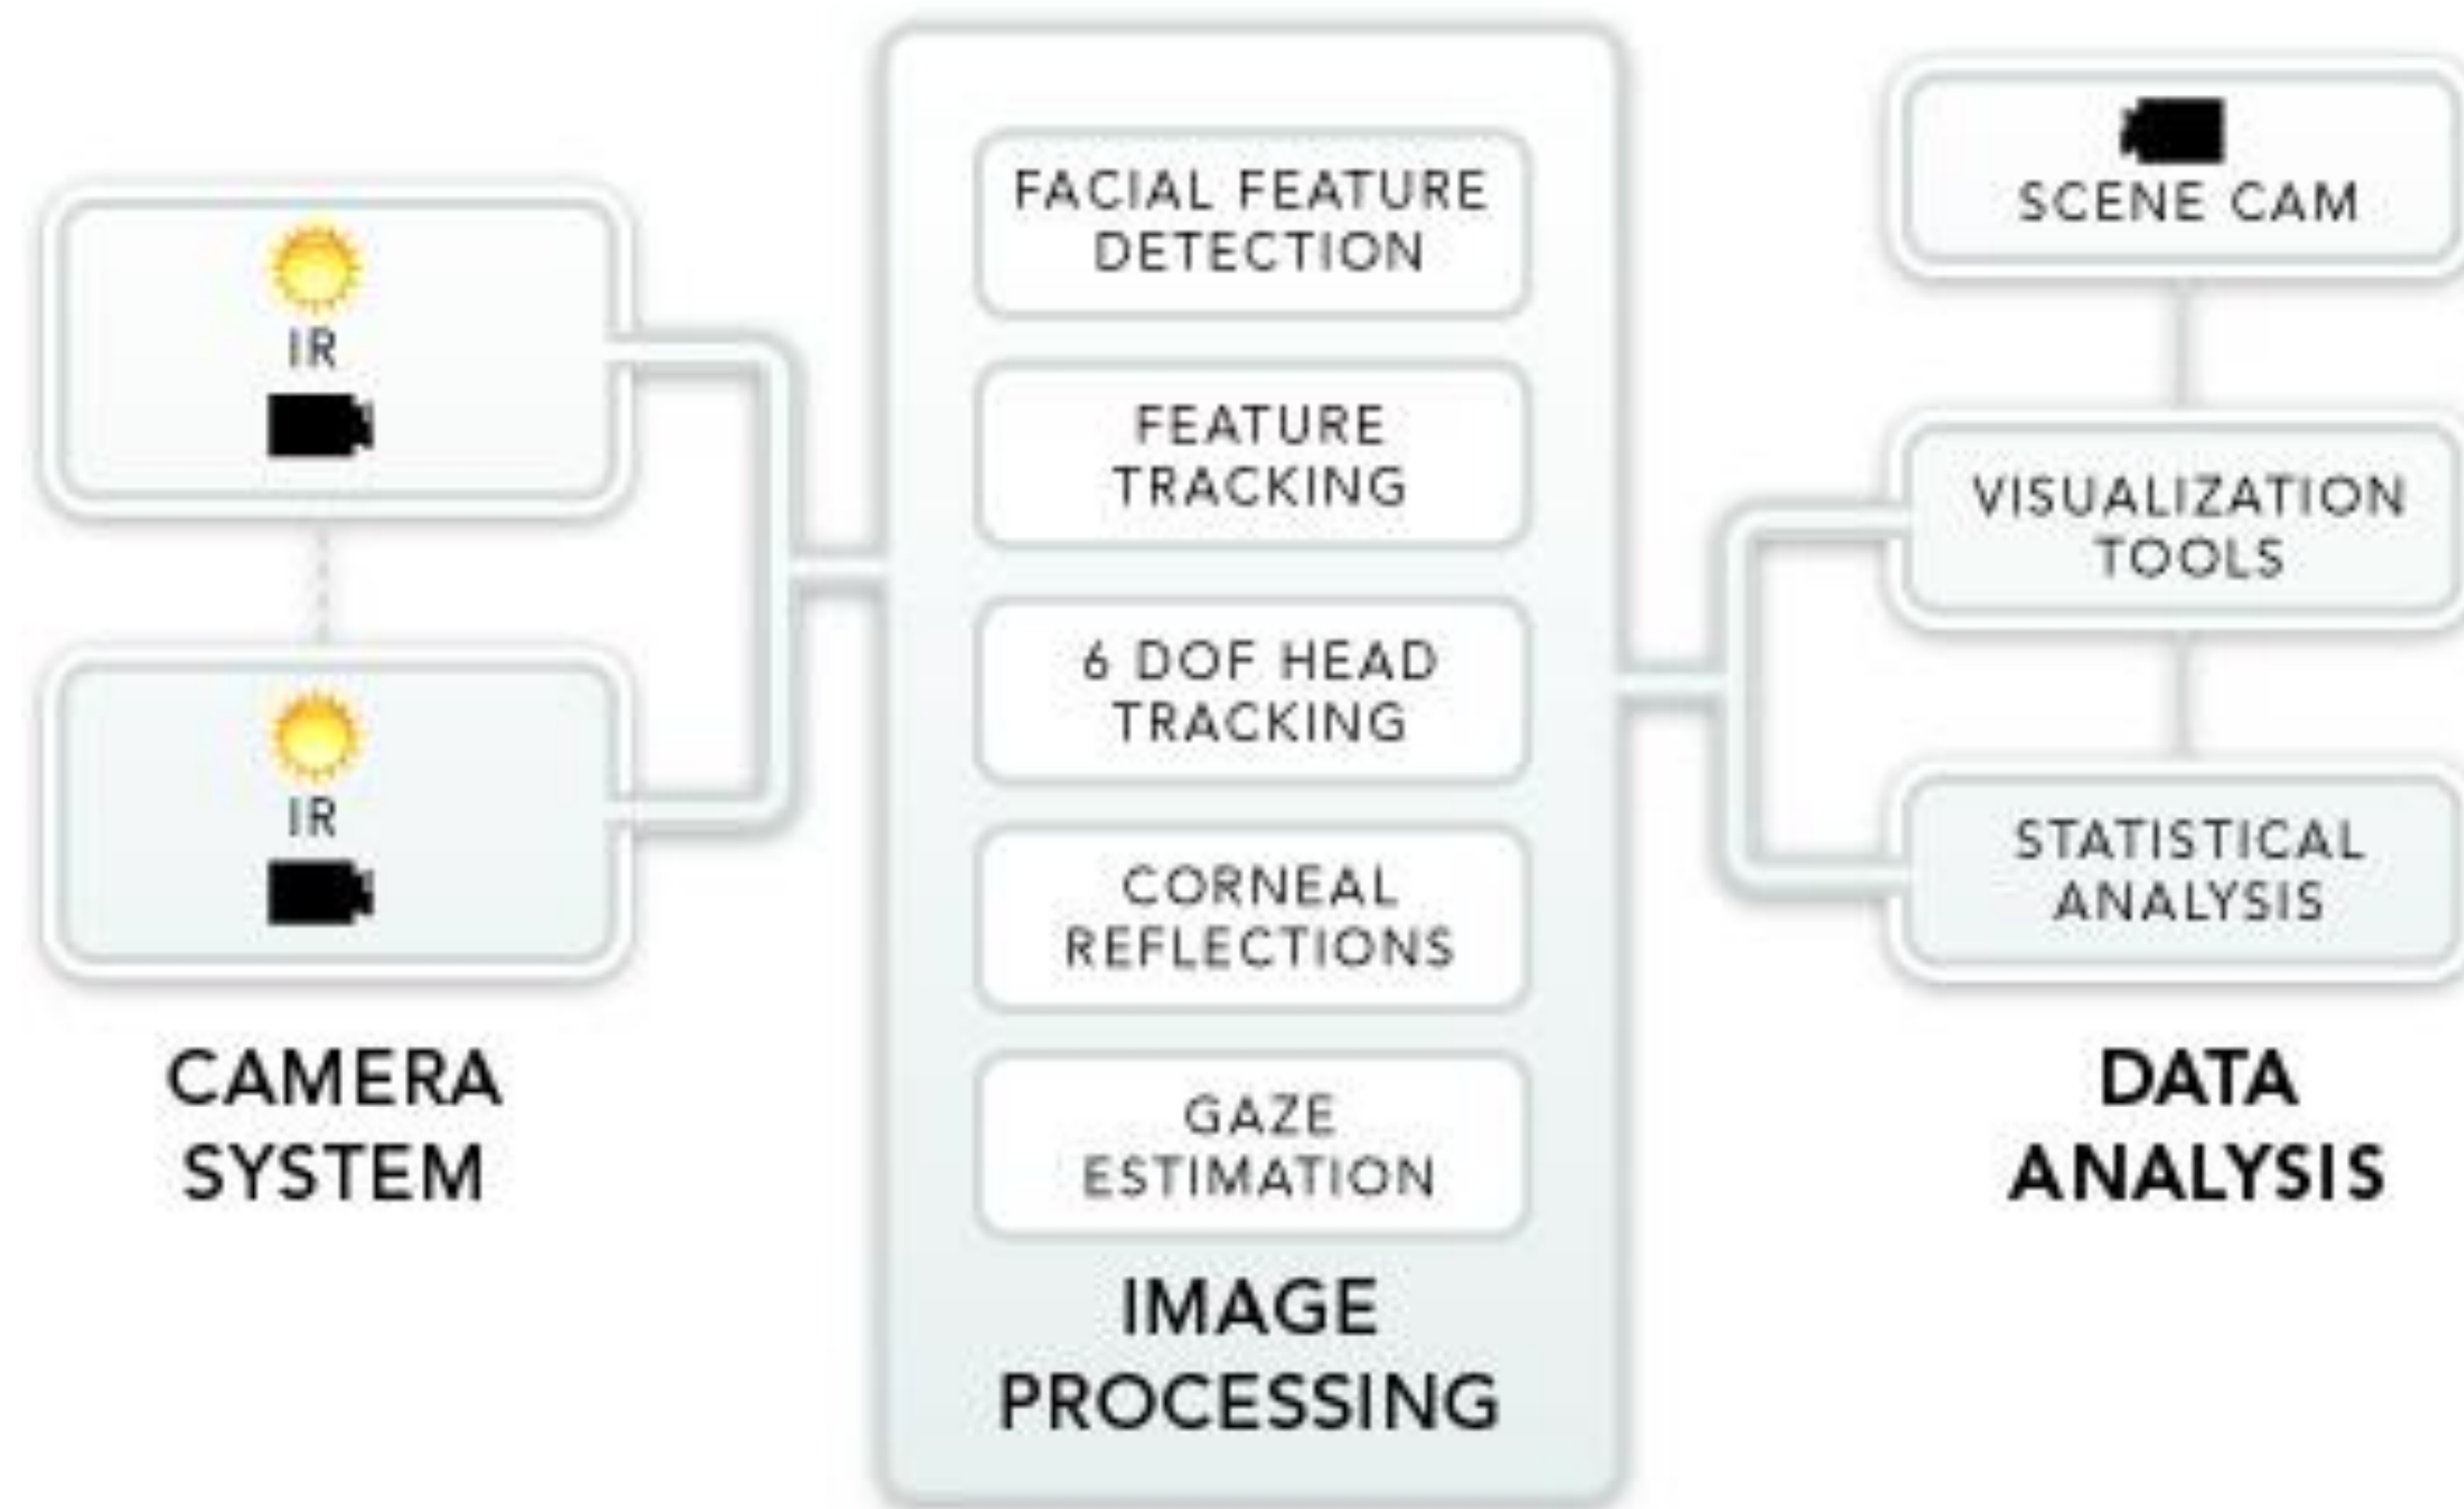 IR
IR
CAMERA
SYSTEM
FACIAL FEATURE
DETECTION
FEATURE
TRACKING
6 DOF HEAD
TRACKING
CORNEAL
REFLECTIONS
GAZE
ESTIMATION
IMAGE
PROCESSING
SCENE CAM
VISUALIZATION
TOOLS
STATISTICAL
ANALYSIS
DATA
ANALYSIS